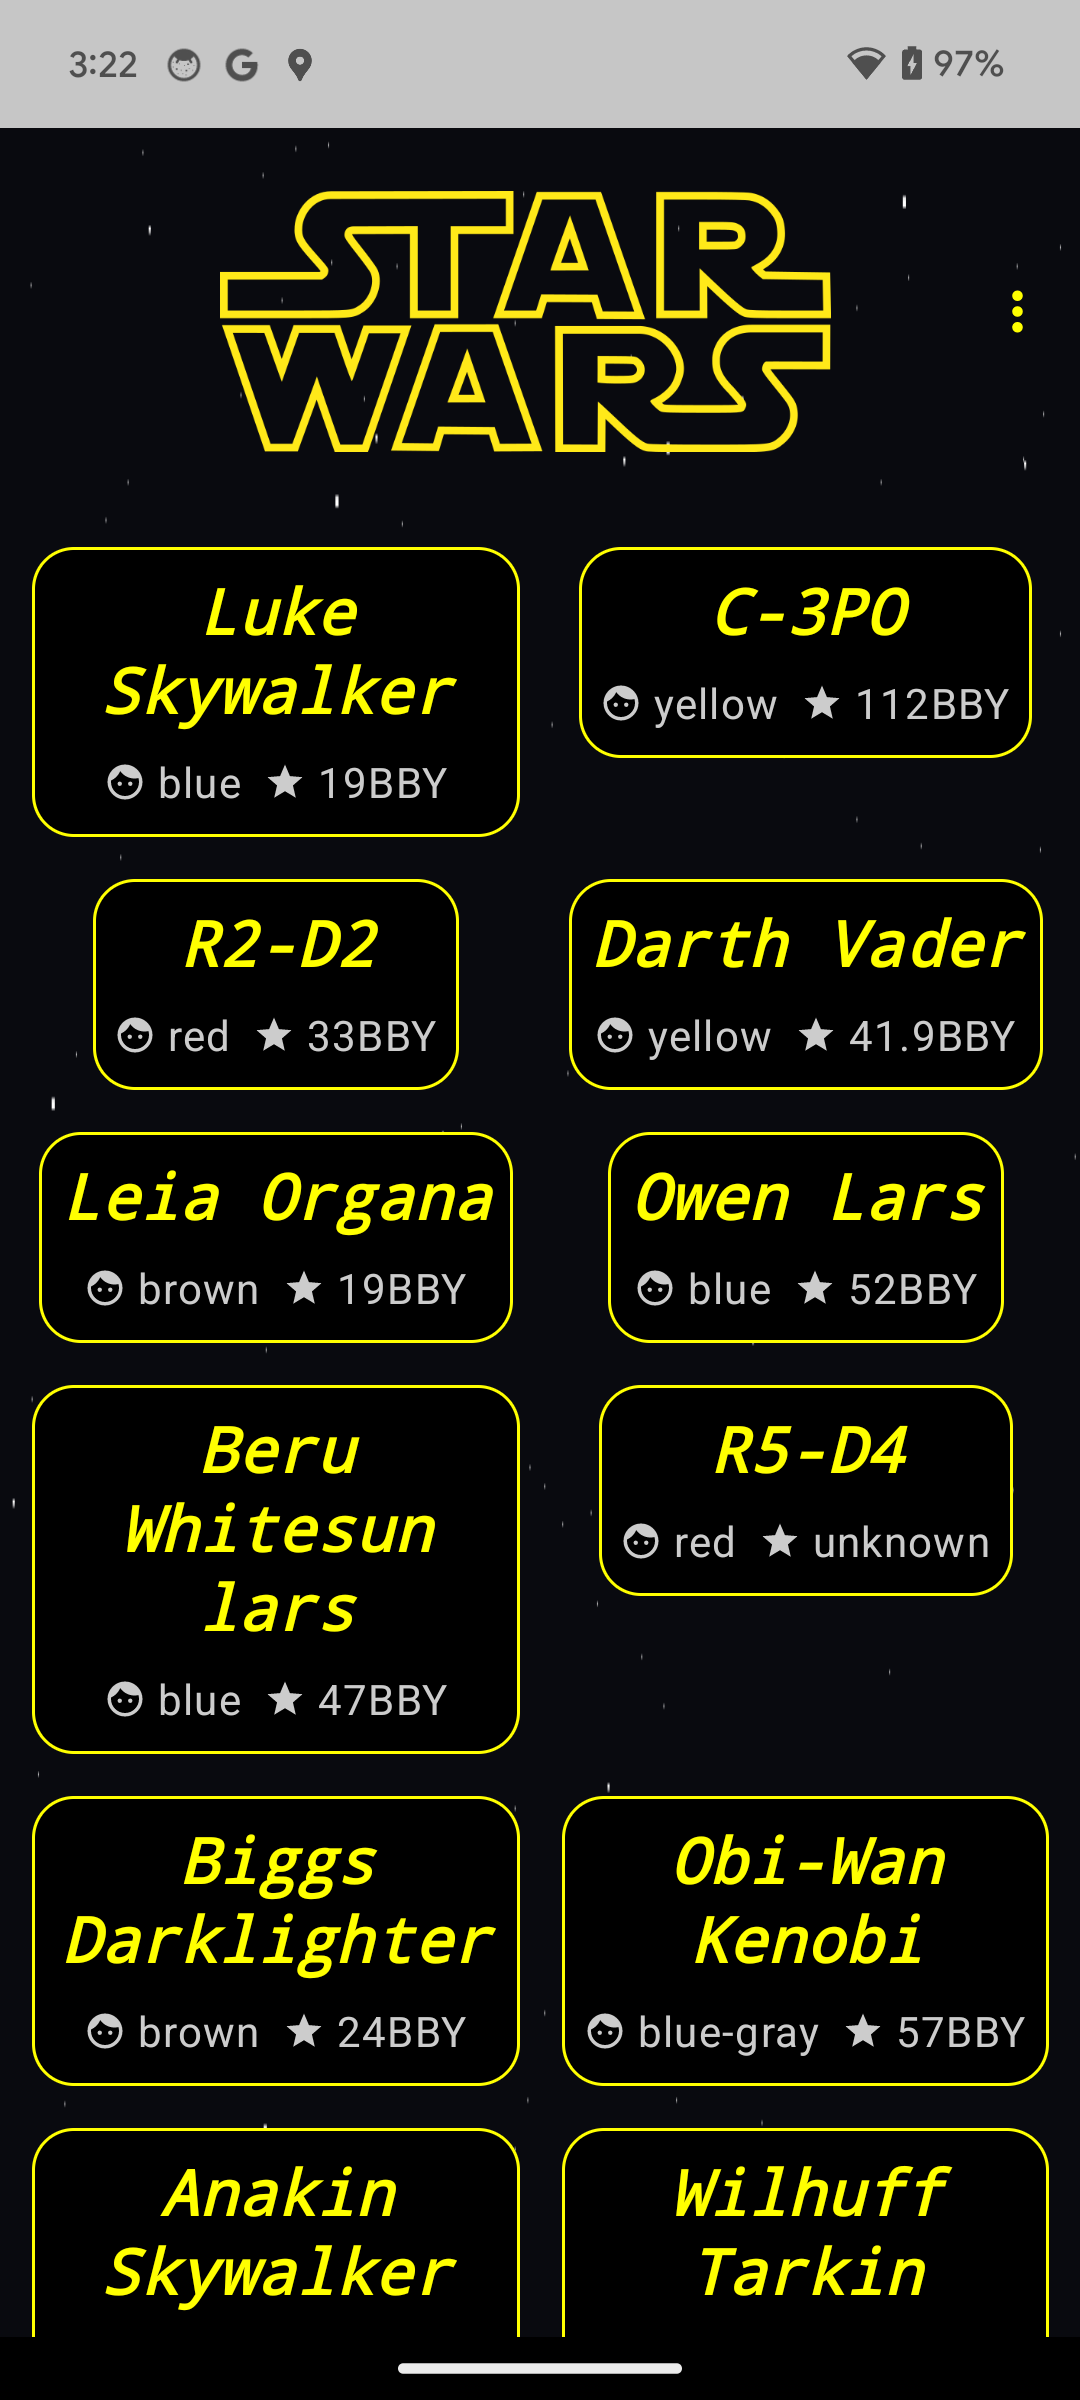 3:22 97%
STAR
WARS
Luke
Skywalker
blue 19BBY
C-3PO
yellow 112BBY
R2-D2
red 33BBY
Darth Vader
yellow 41.9BBY
Leia Organa
brown 19BBY
Owen Lars
blue 52BBY
Beru
Whitesun
lars
blue 47BBY
R5-D4
red unknown
Biggs
Darklighter
brown 24BBY
Obi-Wan
Kenobi
blue-gray 57BBY
Anakin
Skywalker
Wilhuff
Tarkin